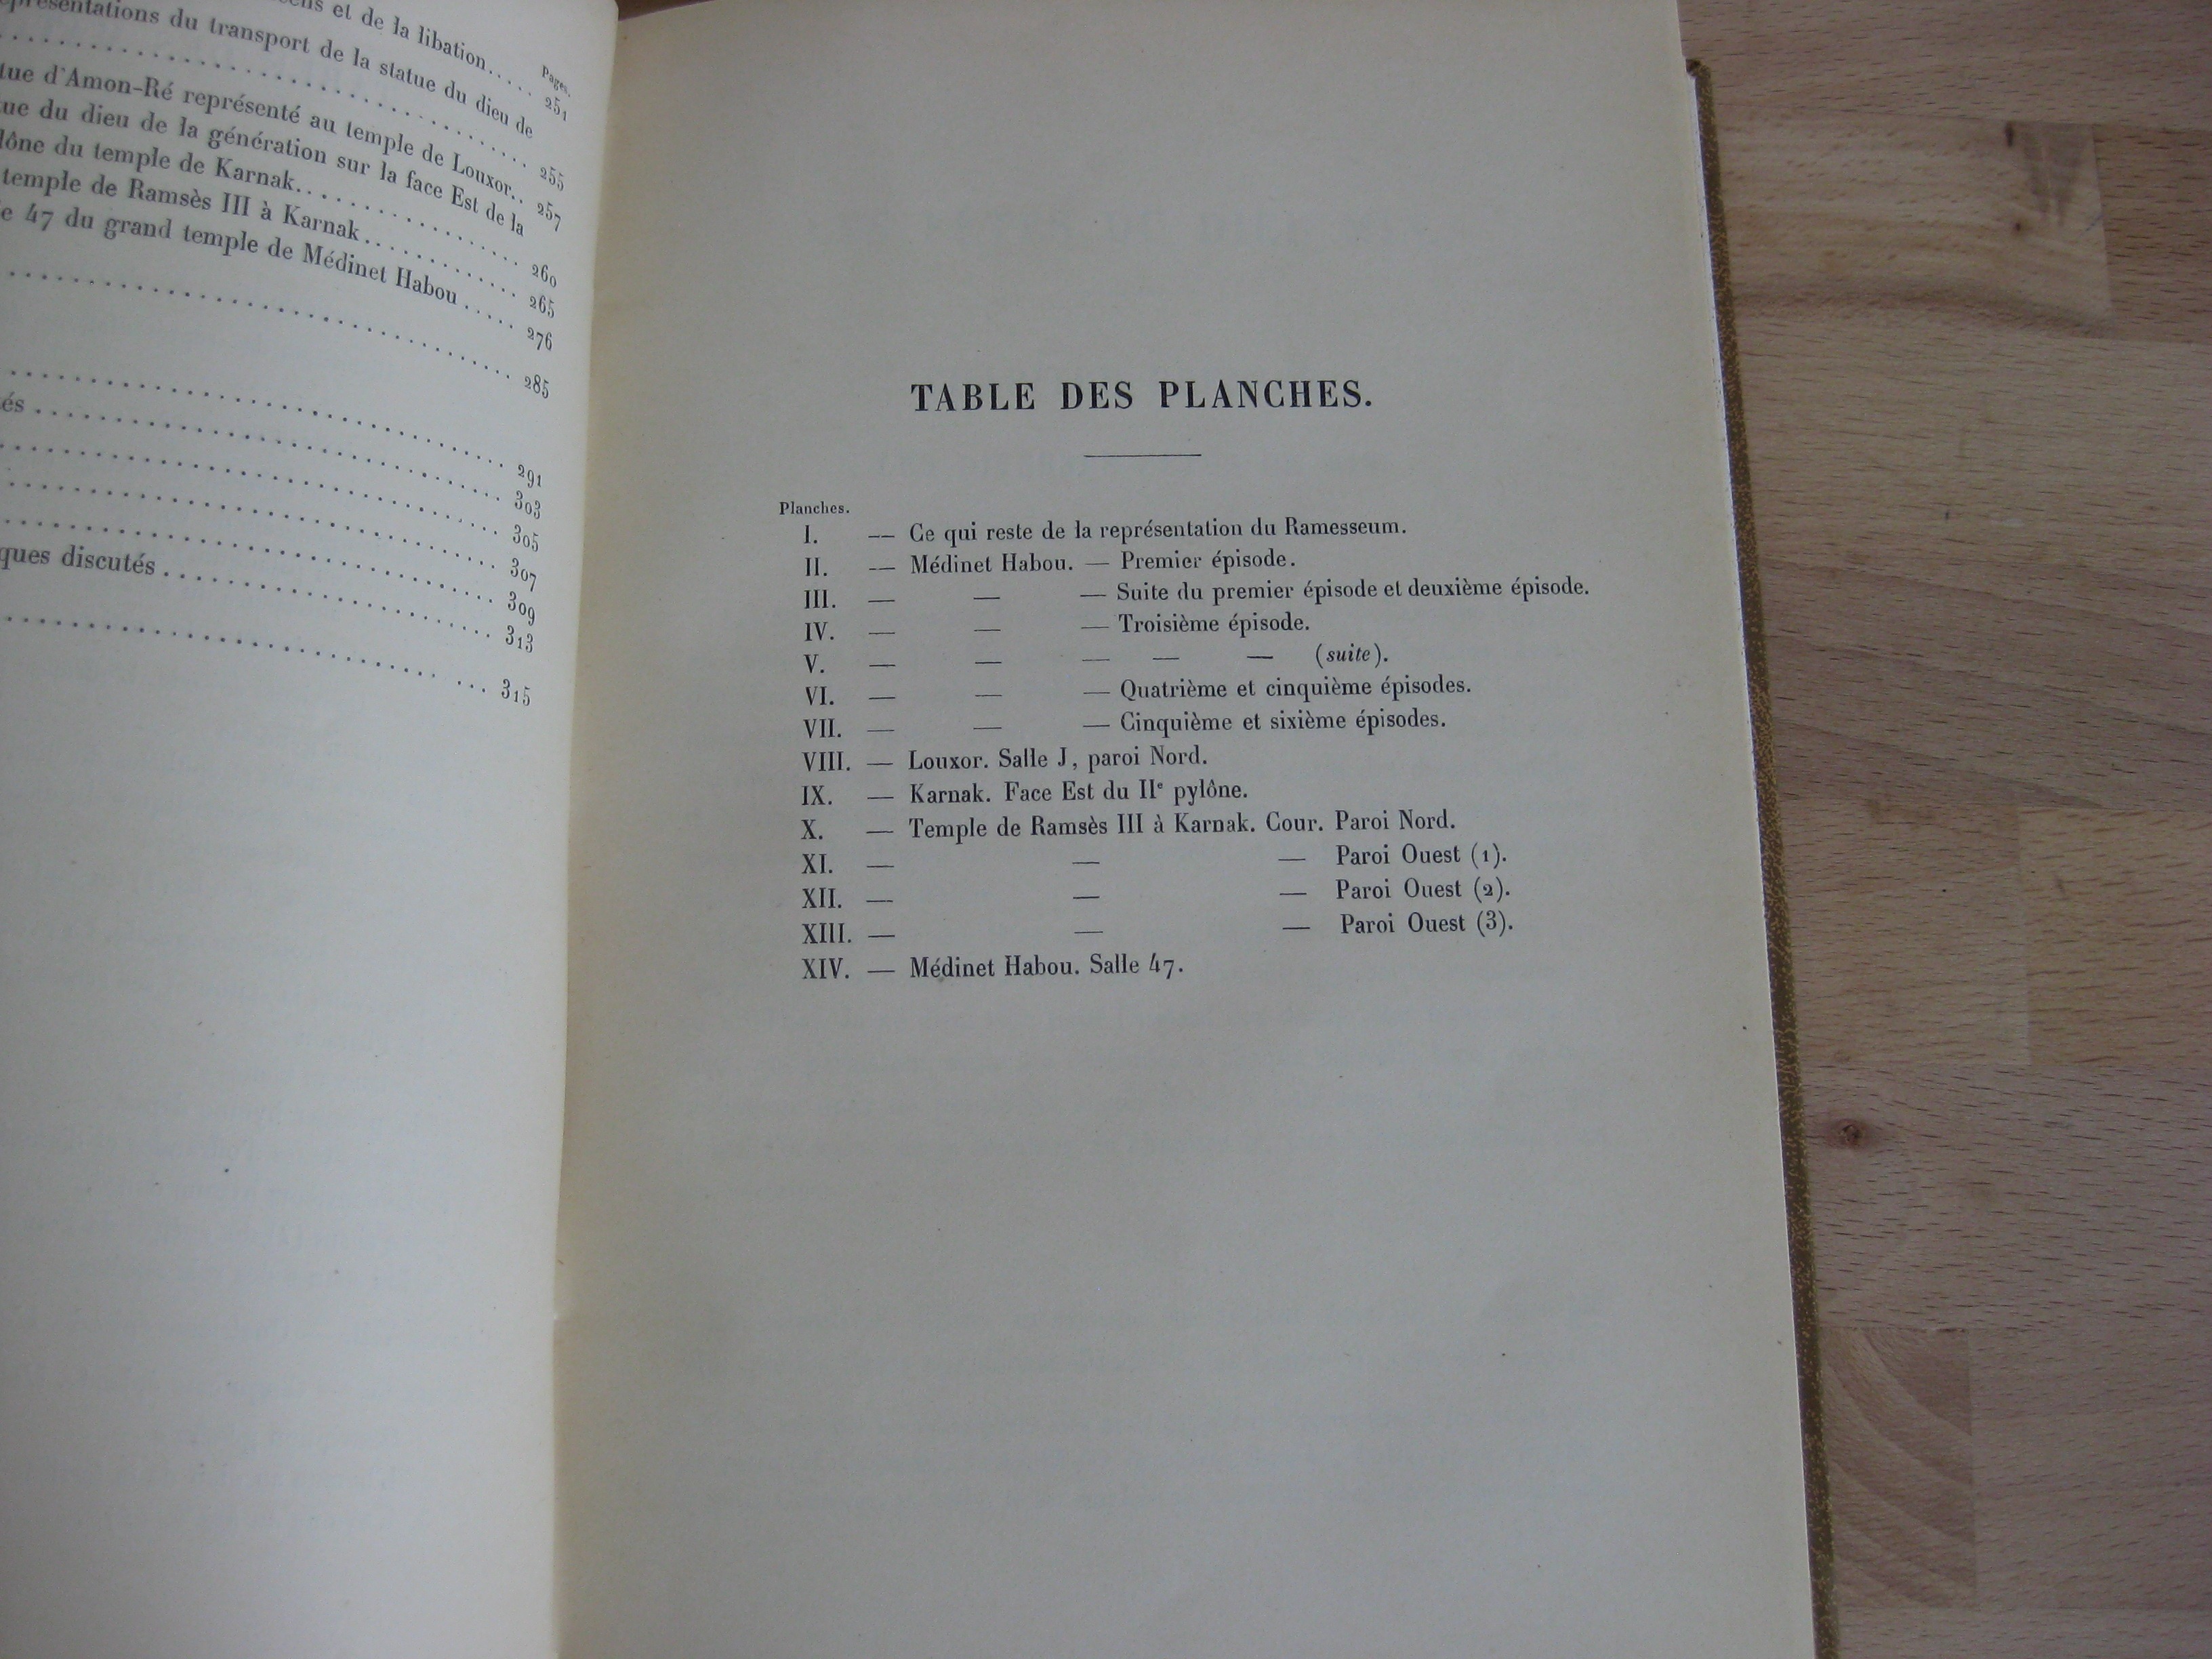 et de la libation....
Pages.
251
représentations du transport de la statue du dieu de
255
d'Amon-Ré représenté au temple de Louxor.. 257
du dieu de la génération sur la face Est de la
du temple de Karnak.. 260
temple de Ramsès III à Karnak 265
47 du grand temple de Médinet Habou 276
285
291
303
305
307
309
discutés 313
315
TABLE DES PLANCHES.
Planches.
I. — Ce qui reste de la représentation du Ramesseum.
II. — Médinet Habou. — Premier épisode.
III. — — — Suite du premier épisode et deuxième épisode.
IV. — — — Troisième épisode.
V. — — — — — (suite).
VI. — — — Quatrième et cinquième épisodes.
VII. — — — Cinquième et sixième épisodes.
VIII. — Louxor. Salle J, paroi Nord.
IX. — Karnak. Face Est du IIe pylône.
X. — Temple de Ramsès III à Karnak. Cour. Paroi Nord.
XI. — — — Paroi Ouest (1).
XII. — — — Paroi Ouest (2).
XIII. — — — Paroi Ouest (3).
XIV. — Médinet Habou. Salle 47.